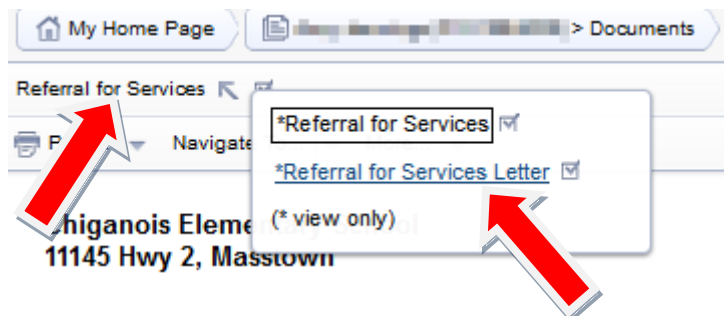 My Home Page > Documents
Referral for Services
*Referral for Services
Navigate
*Referral for Services Letter
(* view only)
11145 Hwy 2, Masstown